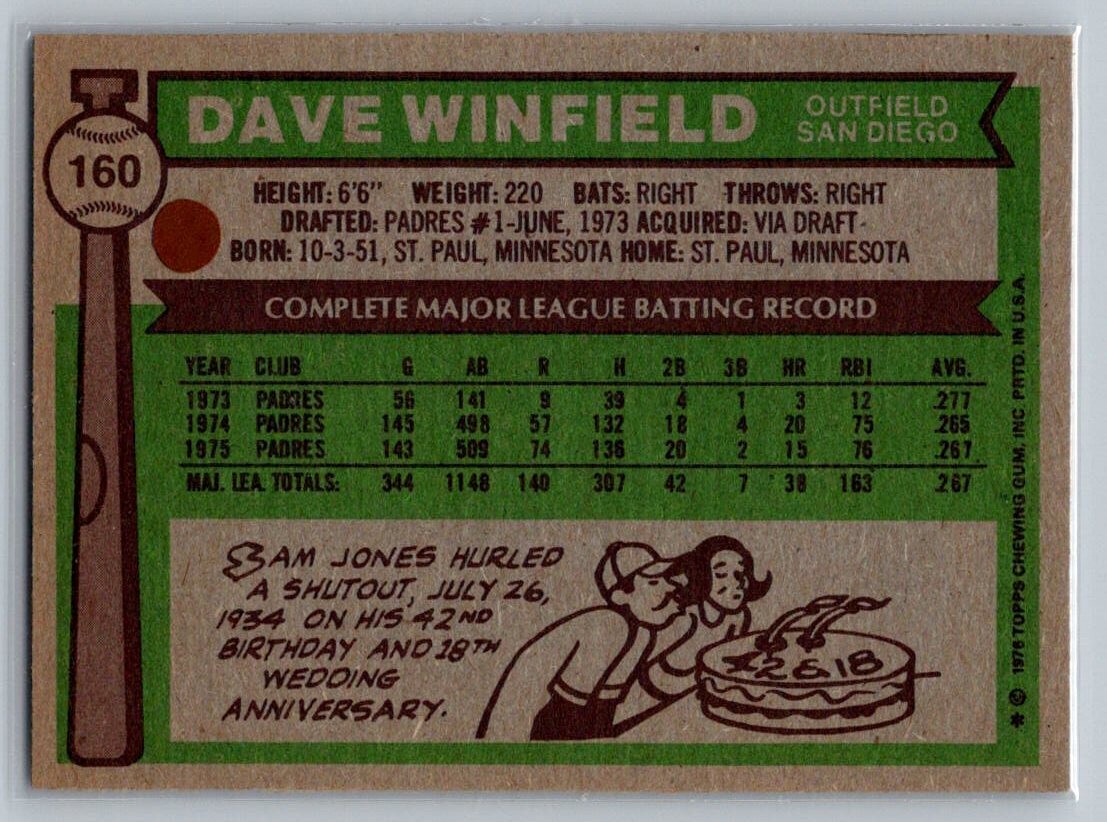 160
DAVE WINFIELD
OUTFIELD
SAN DIEGO
HEIGHT: 6'6" WEIGHT: 220 BATS: RIGHT THROWS: RIGHT
DRAFTED: PADRES #1-JUNE, 1973 ACQUIRED: VIA DRAFT
BORN: 10-3-51, ST. PAUL, MINNESOTA HOME: ST. PAUL, MINNESOTA
COMPLETE MAJOR LEAGUE BATTING RECORD
YEAR CLUB G AB R H 2B 3B HR RBI AVG.
1973 PADRES 56 141 9 39 4 1 3 12 .277
1974 PADRES 145 498 57 132 18 4 20 75 .265
1975 PADRES 143 509 74 136 20 2 15 76 .267
MAJ. LEA. TOTALS: 344 1148 140 307 42 7 38 163 .267
SAM JONES HURLED
A SHUTOUT, JULY 26,
1934 ON HIS 42ND
BIRTHDAY AND 18TH
WEDDING
ANNIVERSARY.
42 & 18
* © 1976 TOPPS CHEWING GUM, INC PRTD. IN U.S.A.